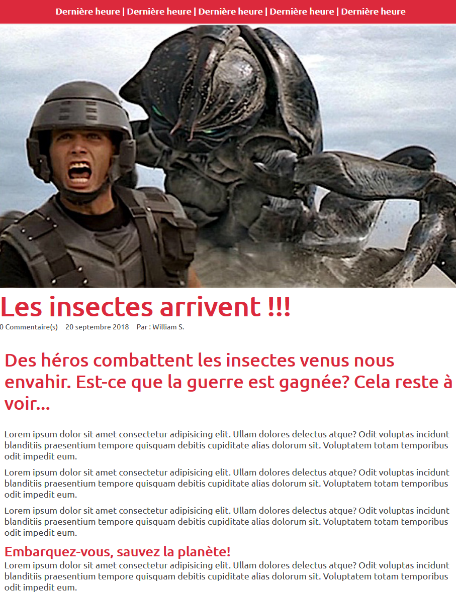 Dernière heure | Dernière heure | Dernière heure | Dernière heure | Dernière heure
Les insectes arrivent !!!
0 Commentaire(s) 20 septembre 2018 Par : William S.
Des héros combattent les insectes venus nous
envahir. Est-ce que la guerre est gagnée? Cela reste à
voir...
Lorem ipsum dolor sit amet consectetur adipisicing elit. Ullam dolores delectus atque? Odit voluptas incidunt
blanditiis praesentium tempore quisquam debitis cupiditate alias dolorum sit. Voluptatem totam temporibus
odit impedit eum.
Lorem ipsum dolor sit amet consectetur adipisicing elit. Ullam dolores delectus atque? Odit voluptas incidunt
blanditiis praesentium tempore quisquam debitis cupiditate alias dolorum sit. Voluptatem totam temporibus
odit impedit eum.
Lorem ipsum dolor sit amet consectetur adipisicing elit. Ullam dolores delectus atque? Odit voluptas incidunt
blanditiis praesentium tempore quisquam debitis cupiditate alias dolorum sit. Voluptatem totam temporibus
odit impedit eum.
Embarquez-vous, sauvez la planète!
Lorem ipsum dolor sit amet consectetur adipisicing elit. Ullam dolores delectus atque? Odit voluptas incidunt
blanditiis praesentium tempore quisquam debitis cupiditate alias dolorum sit. Voluptatem totam temporibus
odit impedit eum.